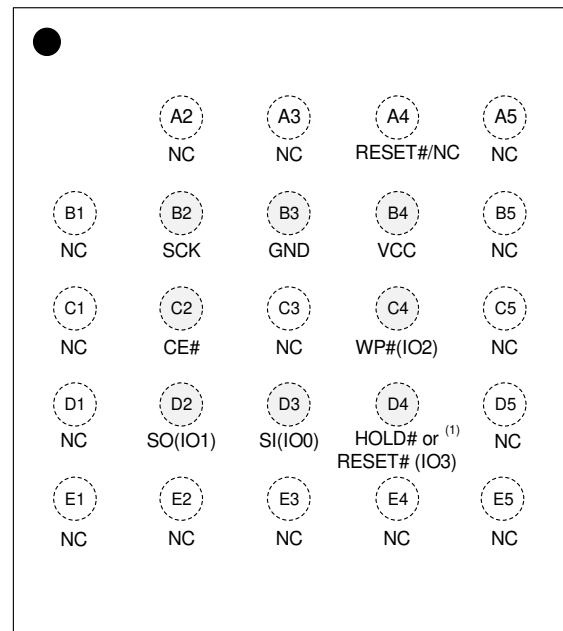 A2 A3 A4 A5
NC NC RESET#/NC NC
B1 B2 B3 B4 B5
NC SCK GND VCC NC
C1 C2 C3 C4 C5
NC CE# NC WP#(IO2) NC
D1 D2 D3 D4 D5
NC SO(IO1) SI(IO0) HOLD# or (1) NC
RESET# (IO3)
E1 E2 E3 E4 E5
NC NC NC NC NC